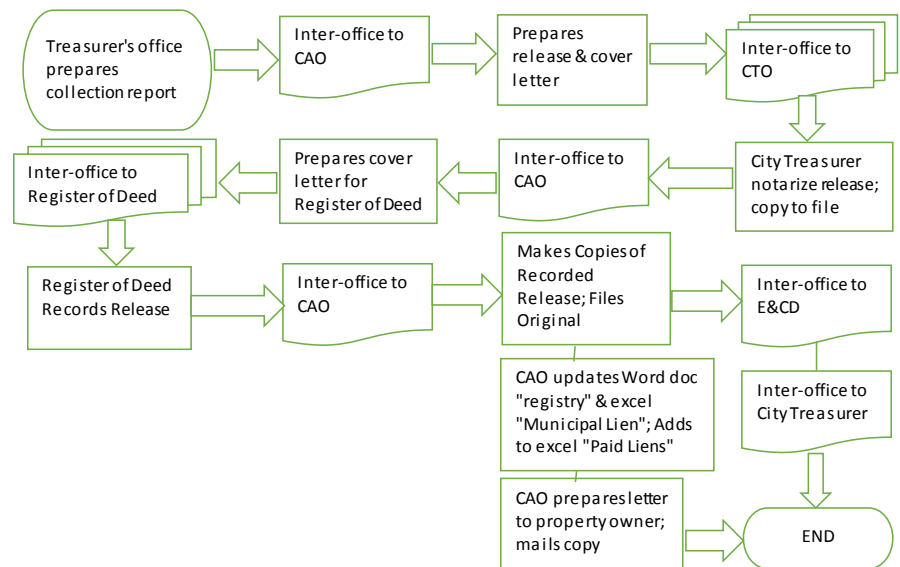 Treasurer's office
prepares
collection report
Inter-office to
CAO
Prepares
release & cover
letter
Inter-office to
CTO
City Treasurer
notarize release;
copy to file
Inter-office to
CAO
Prepares cover
letter for
Register of Deed
Inter-office to
Register of Deed
Register of Deed
Records Release
Inter-office to
CAO
Makes Copies of
Recorded
Release; Files
Original
Inter-office to
E&CD
CAO updates Word doc
"registry" & excel
"Municipal Lien"; Adds
to excel "Paid Liens"
Inter-office to
City Treasurer
CAO prepares letter
to property owner;
mails copy
END